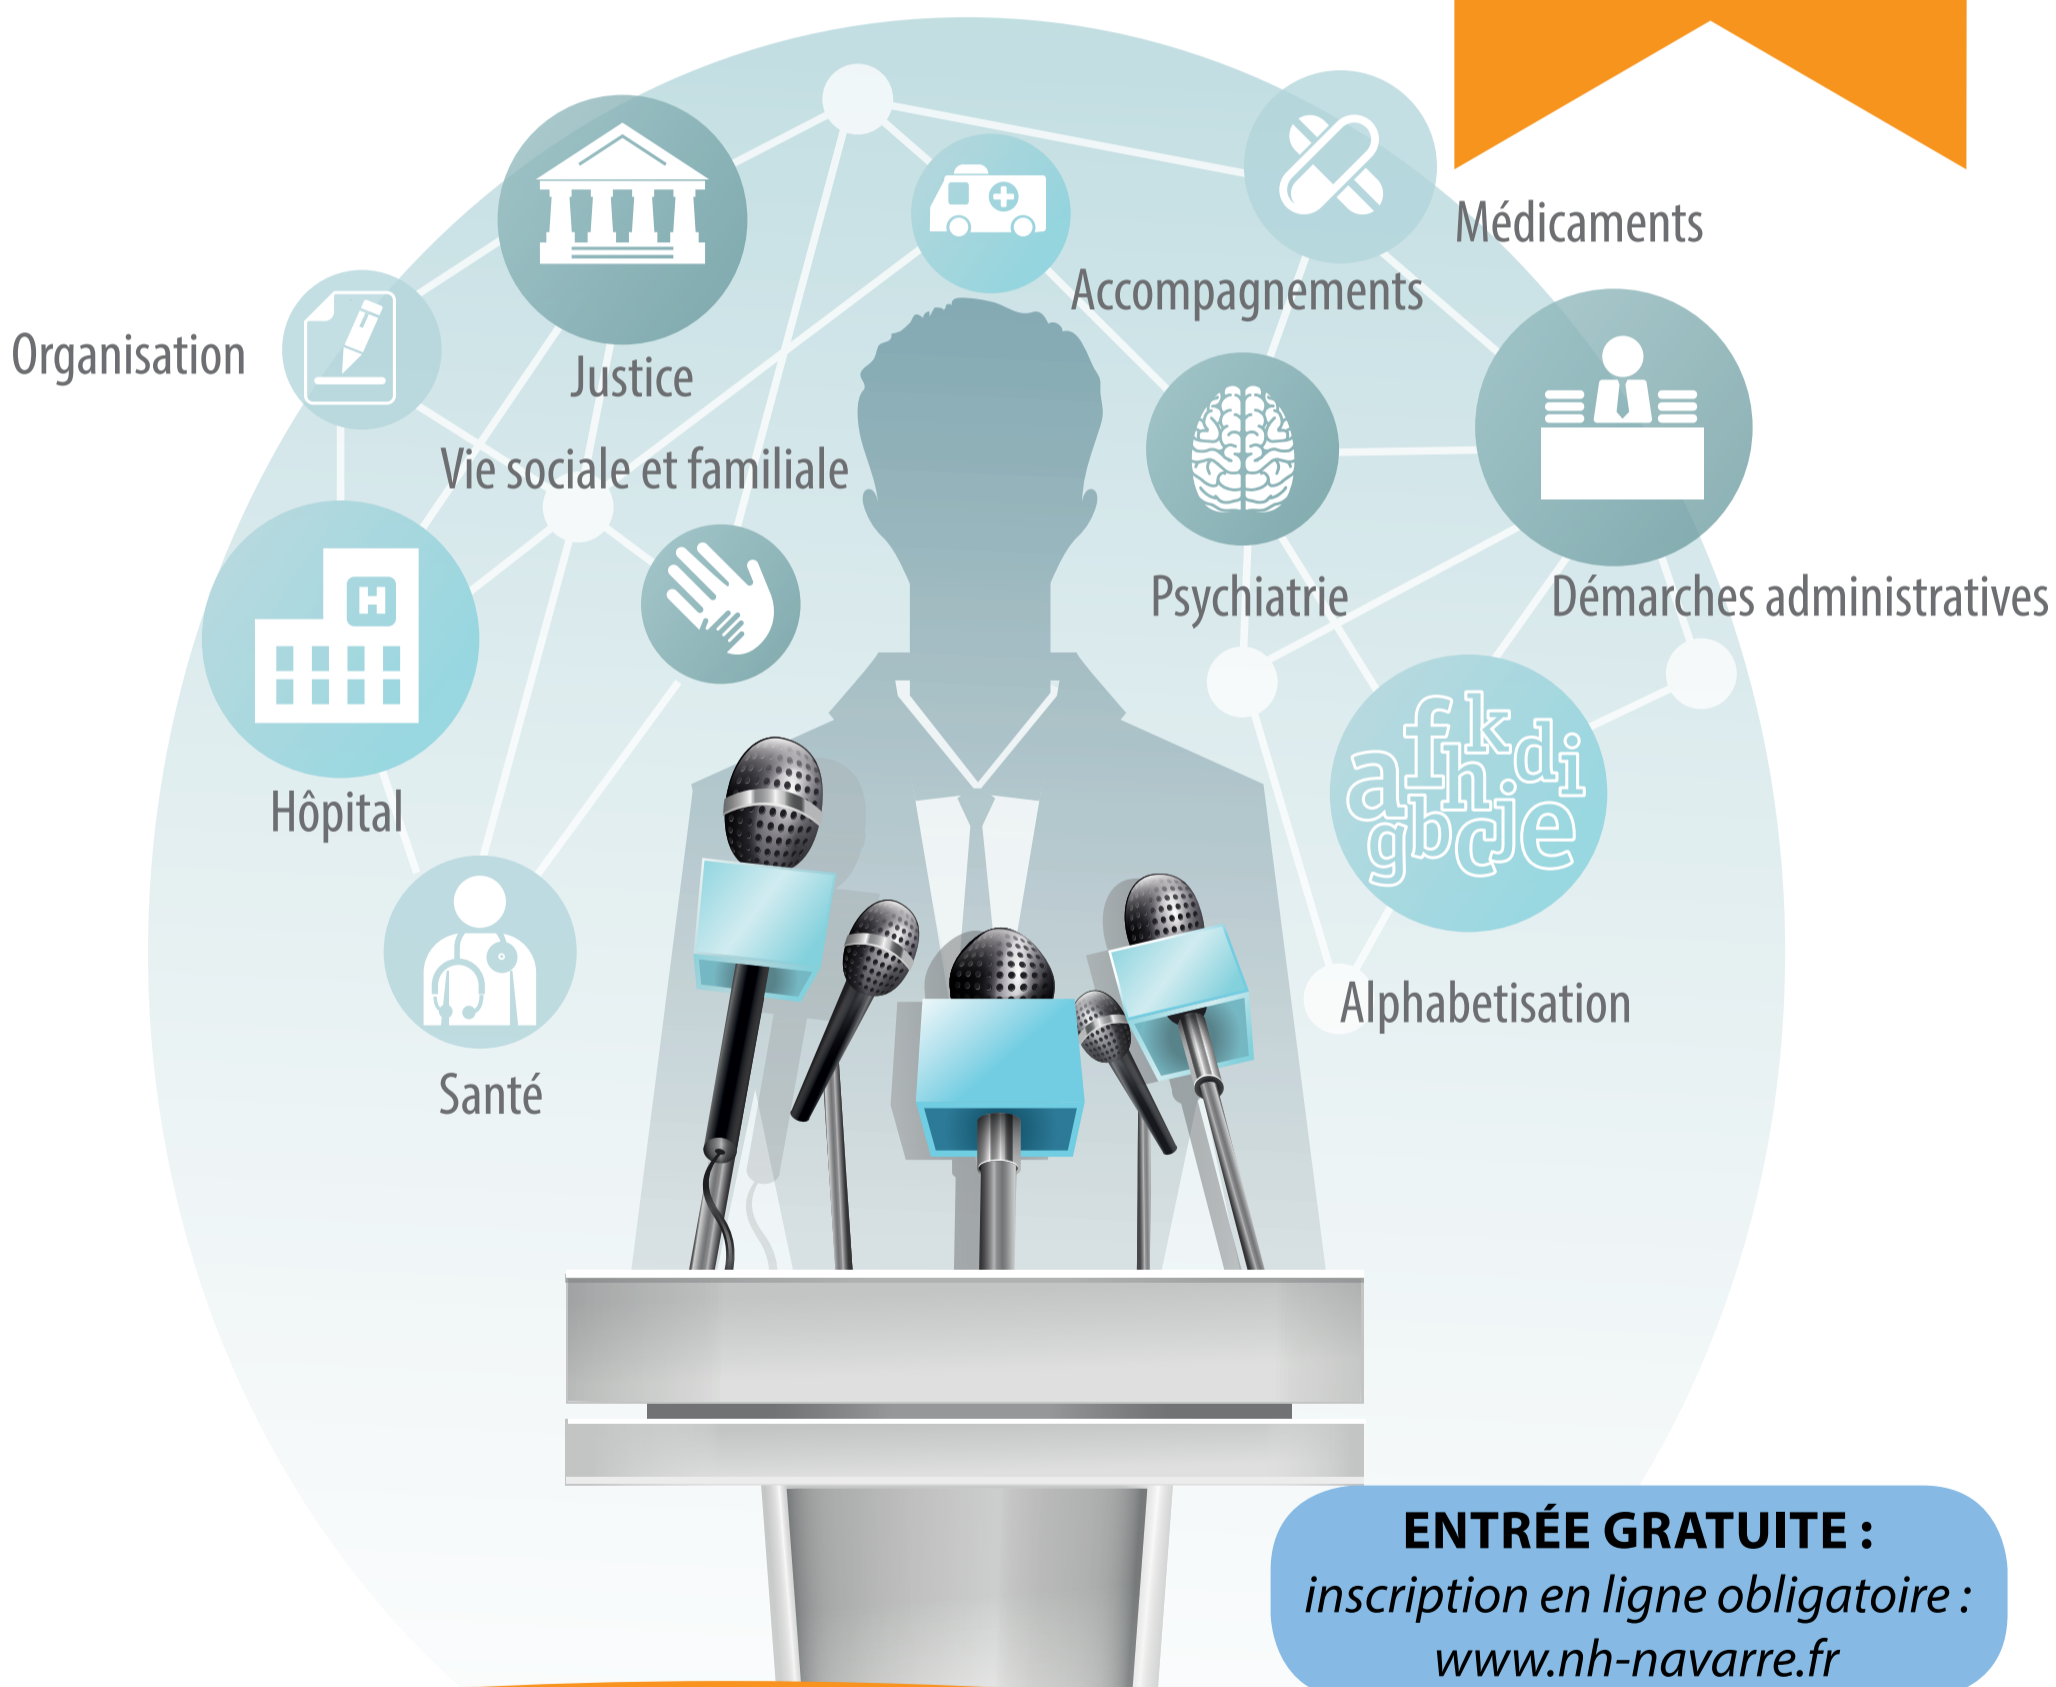 Médicaments
Accompagnements
Organisation
Justice
Vie sociale et familiale
H
Psychiatrie
Démarches administratives
a f h k d i
g b c j e
Hôpital
Alphabetisation
Santé
ENTRÉE GRATUITE :
inscription en ligne obligatoire :
www.nh-navarre.fr